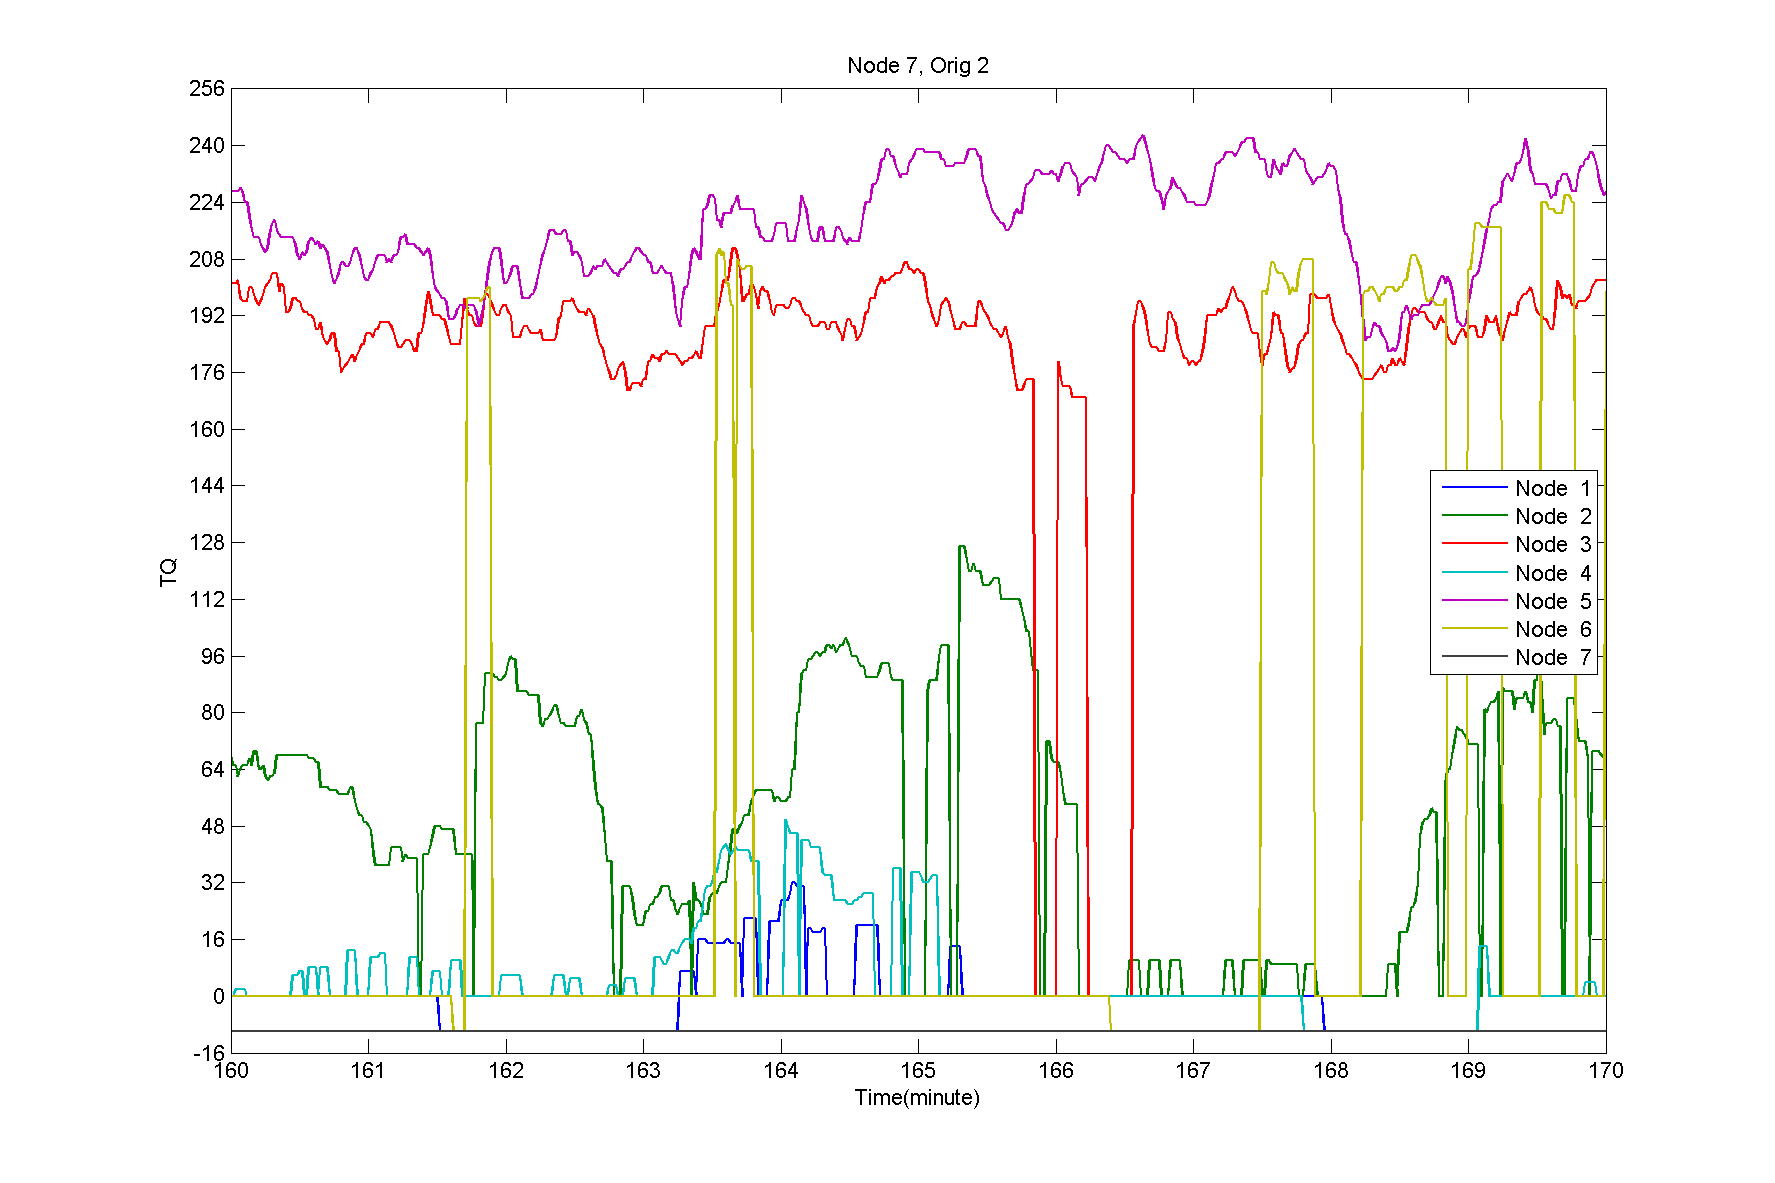 Node 7, Orig 2
256
240
224
208
192
176
160
144
128
112
96
80
64
48
32
16
0
-16
TQ
Node 1
Node 2
Node 3
Node 4
Node 5
Node 6
Node 7
160 161 162 163 164 165 166 167 168 169 170
Time(minute)